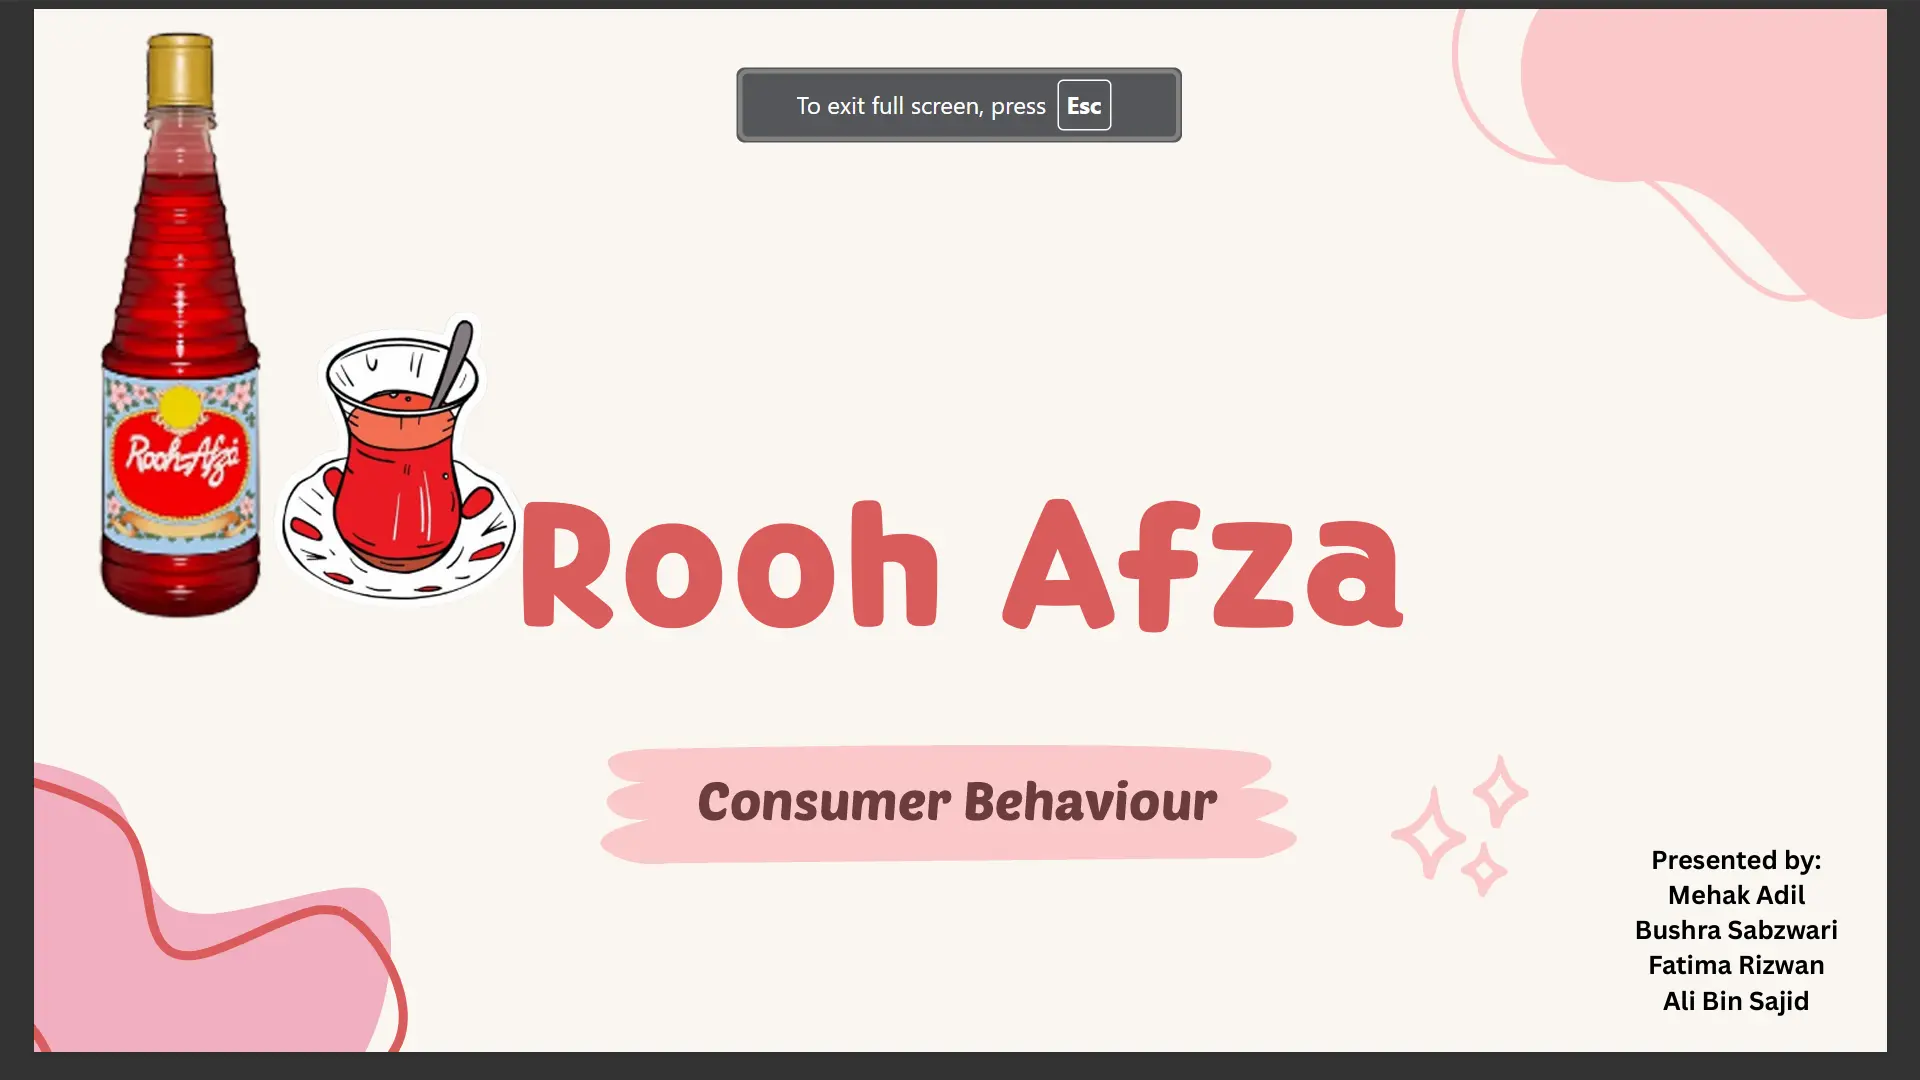 To exit full screen, press Esc
Rooh Afza
Rooh Afza
Consumer Behaviour
Presented by:
Mehak Adil
Bushra Sabzwari
Fatima Rizwan
Ali Bin Sajid